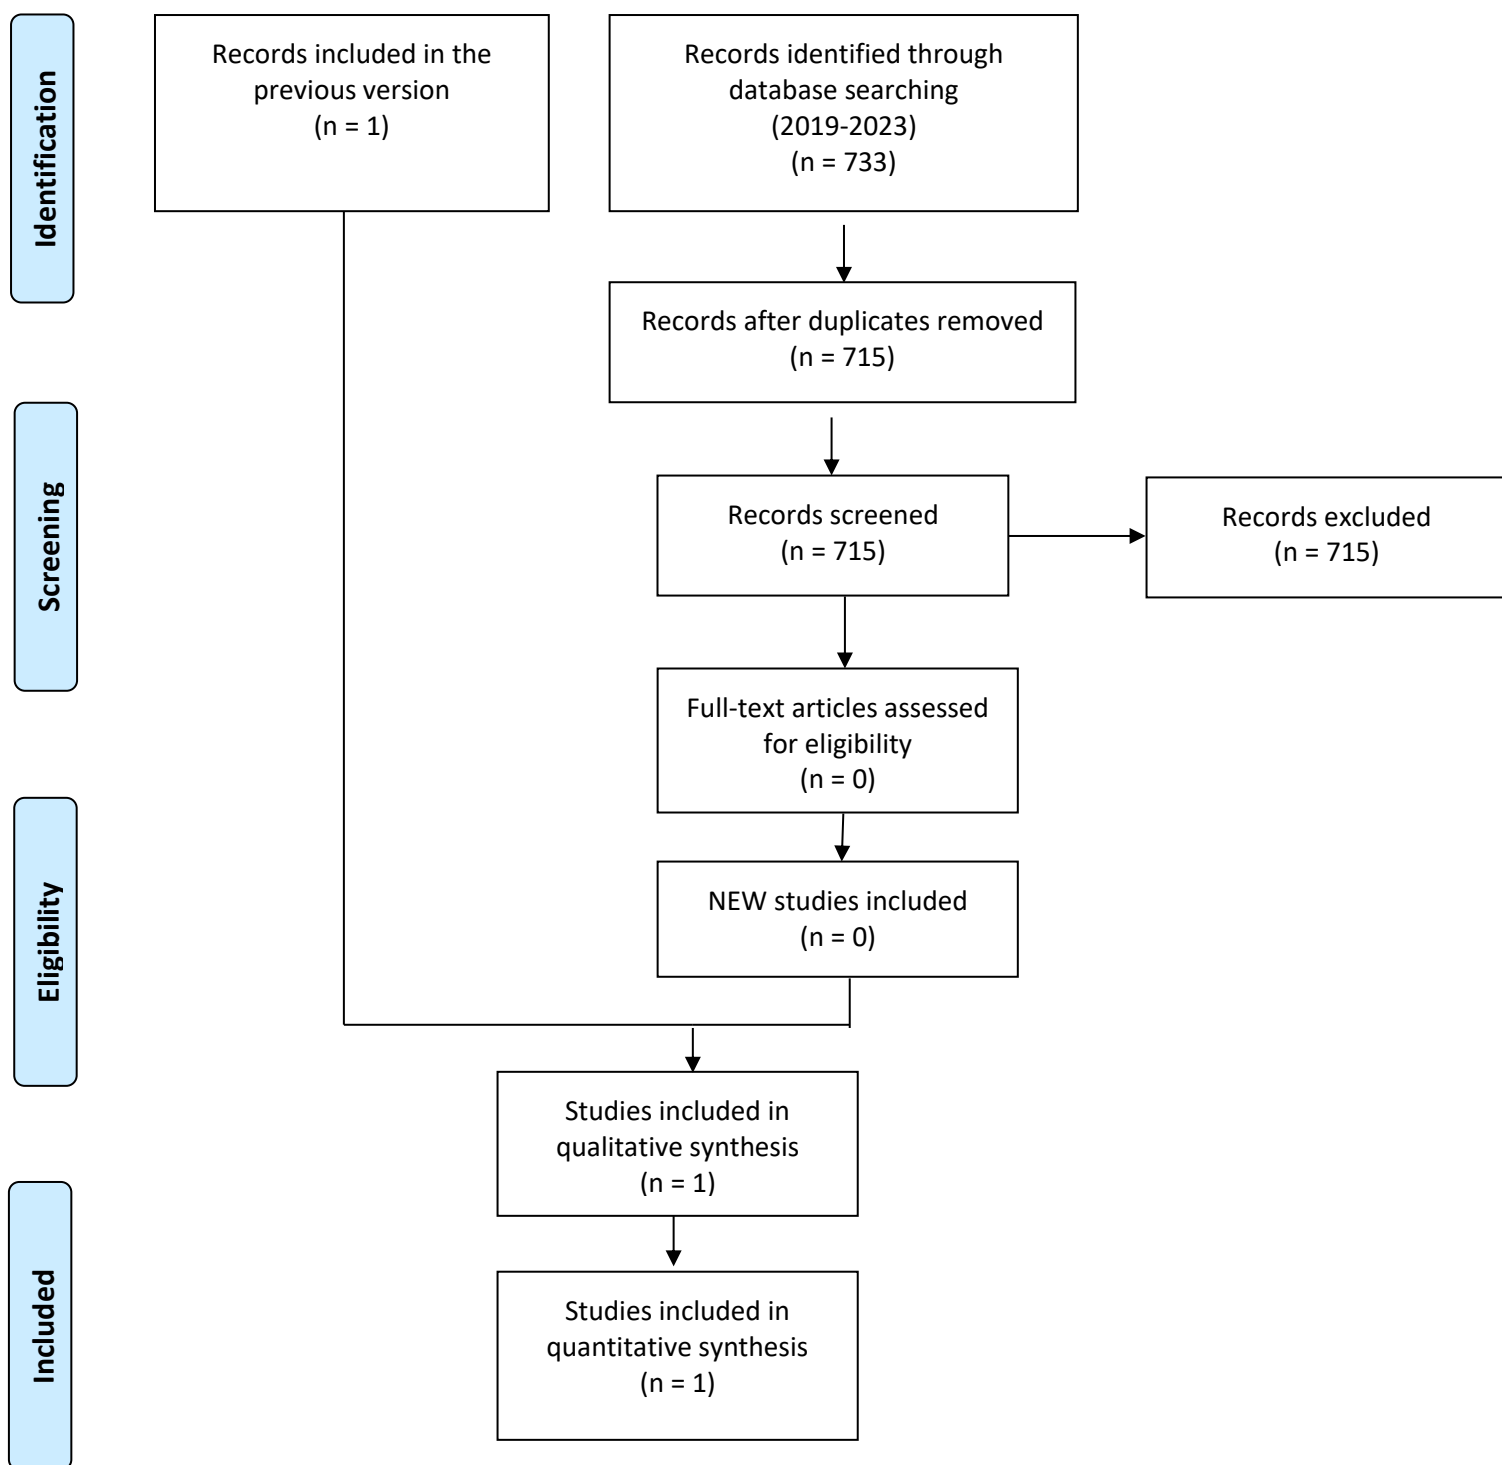 Identification
Records included in the
previous version
(n = 1)
Records identified through
database searching
(2019-2023)
(n = 733)
Records after duplicates removed
(n = 715)
Screening
Records screened
(n = 715)
Records excluded
(n = 715)
Full-text articles assessed
for eligibility
(n = 0)
Eligibility
NEW studies included
(n = 0)
Studies included in
qualitative synthesis
(n = 1)
Included
Studies included in
quantitative synthesis
(n = 1)